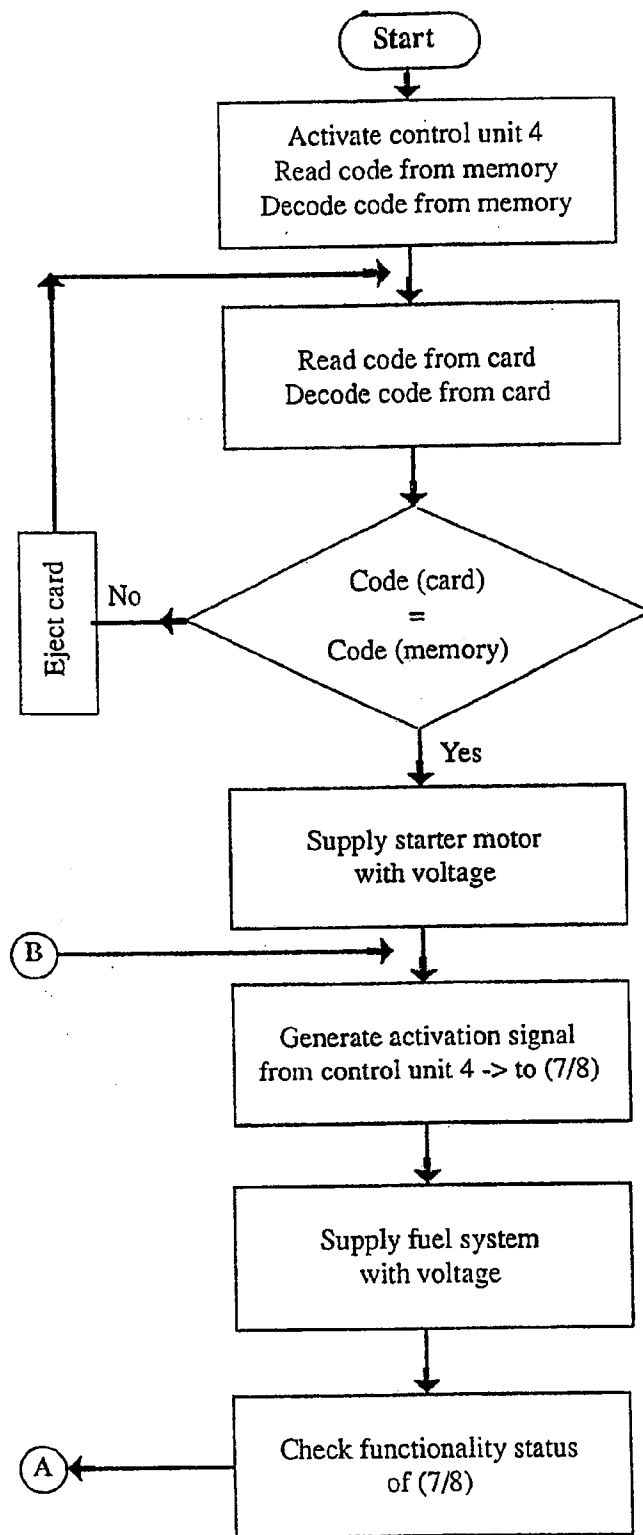 Start
Activate control unit 4
Read code from memory
Decode code from memory
Read code from card
Decode code from card
Code (card)
=
Code (memory)
No
Eject card
Yes
Supply starter motor
with voltage
B
Generate activation signal
from control unit 4 -> to (7/8)
Supply fuel system
with voltage
Check functionality status
of (7/8)
A